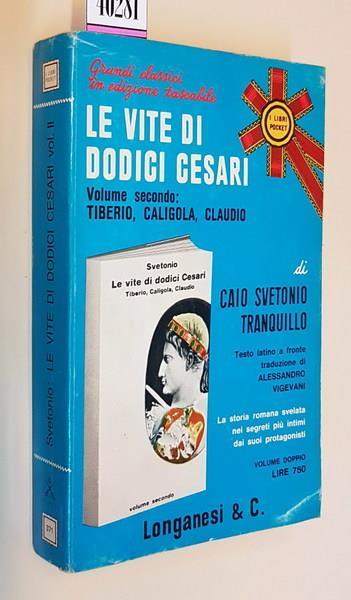 40281
Grandi classici
in edizione tascabile
I LIBRI
POCKET
LE VITE DI
DODICI CESARI
Volume secondo:
TIBERIO, CALIGOLA, CLAUDIO
Svetonio
Le vite di dodici Cesari
Tiberio, Caligola, Claudio
volume secondo
di
CAIO SVETONIO
TRANQUILLO
Testo latino a fronte
traduzione di
ALESSANDRO
VIGEVANI
La storia romana svelata
nei segreti più intimi
dai suoi protagonisti
VOLUME DOPPIO
LIRE 750
Longanesi & C.
I LIBRI
POCKET
Svetonio: LE VITE DI DODICI CESARI vol. II
371